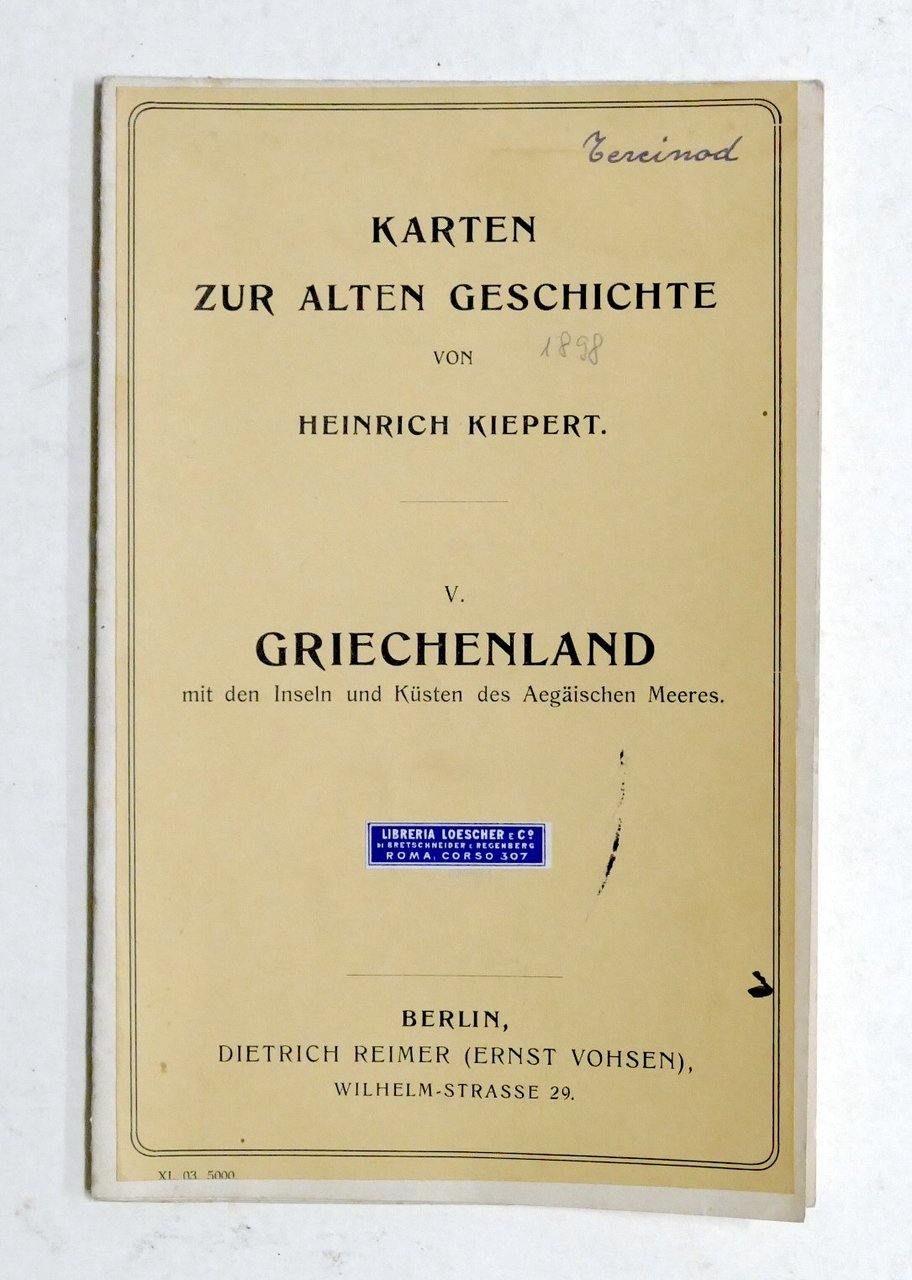 Tereinod
KARTEN
ZUR ALTEN GESCHICHTE
VON
1898
HEINRICH KIEPERT.
V.
GRIECHENLAND
mit den Inseln und Küsten des Aegäischen Meeres.
LIBRERIA LOESCHER E Cº
DI BRETSCHNEIDER E REGENBERG
ROMA, CORSO 307
BERLIN,
DIETRICH REIMER (ERNST VOHSEN),
WILHELM-STRASSE 29.
XI. 03. 5000